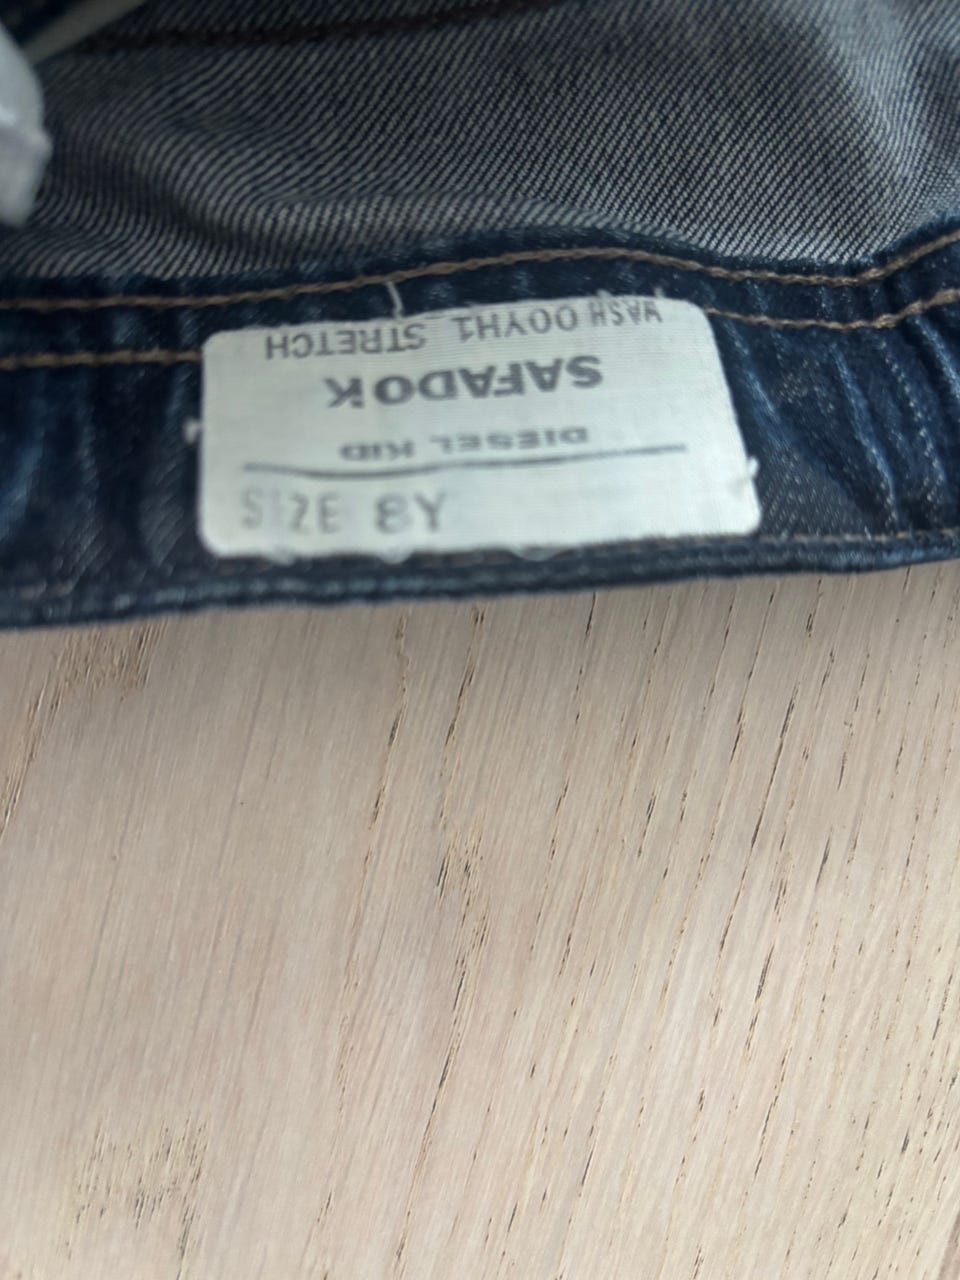 WASH 00YH1 STRETCH
SAFADO K
DIESEL KID
SIZE 8Y